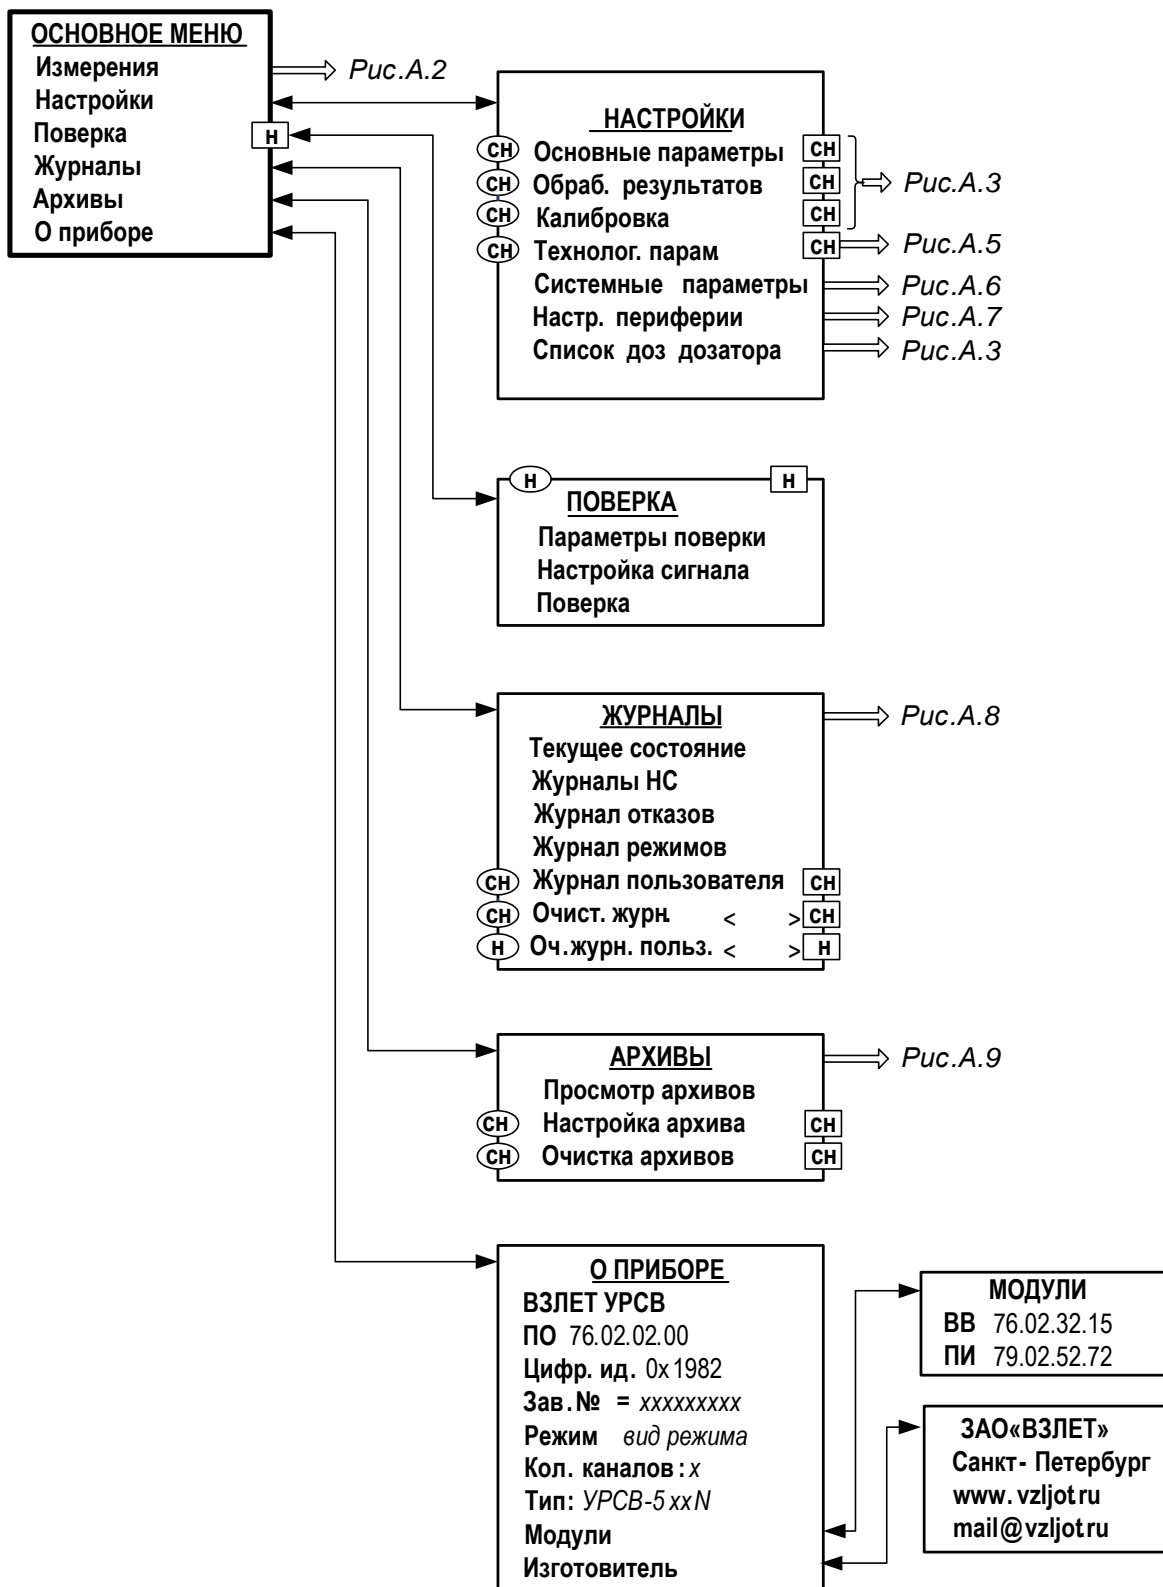 ОСНОВНОЕ МЕНЮ
Измерения
Рис.А.2
Настройки
Поверка
Н
Журналы
Архивы
О приборе
НАСТРОЙКИ
СН Основные параметры СН
СН Обраб. результатов СН
Рис.А.3
СН Калибровка СН
СН Технолог. парам. СН
Рис.А.5
Системные параметры
Рис.А.6
Настр. периферии
Рис.А.7
Список доз дозатора
Рис.А.3
Н Н
ПОВЕРКА
Параметры поверки
Настройка сигнала
Поверка
ЖУРНАЛЫ
Рис.А.8
Текущее состояние
Журналы НС
Журнал отказов
Журнал режимов
СН Журнал пользователя СН
СН Очист. журн. < > СН
Н Оч.журн. польз. < > Н
АРХИВЫ
Рис.А.9
Просмотр архивов
СН Настройка архива СН
СН Очистка архивов СН
О ПРИБОРЕ
ВЗЛЕТ УРСВ
ПО 76.02.02.00
Цифр. ид. 0x1982
Зав.№ = xxxxxxxxx
Режим вид режима
Кол. каналов: x
Тип: УРСВ-5xxN
Модули
Изготовитель
МОДУЛИ
ВВ 76.02.32.15
ПИ 79.02.52.72
ЗАО«ВЗЛЕТ»
Санкт-Петербург
www.vzljot.ru
mail@vzljot.ru